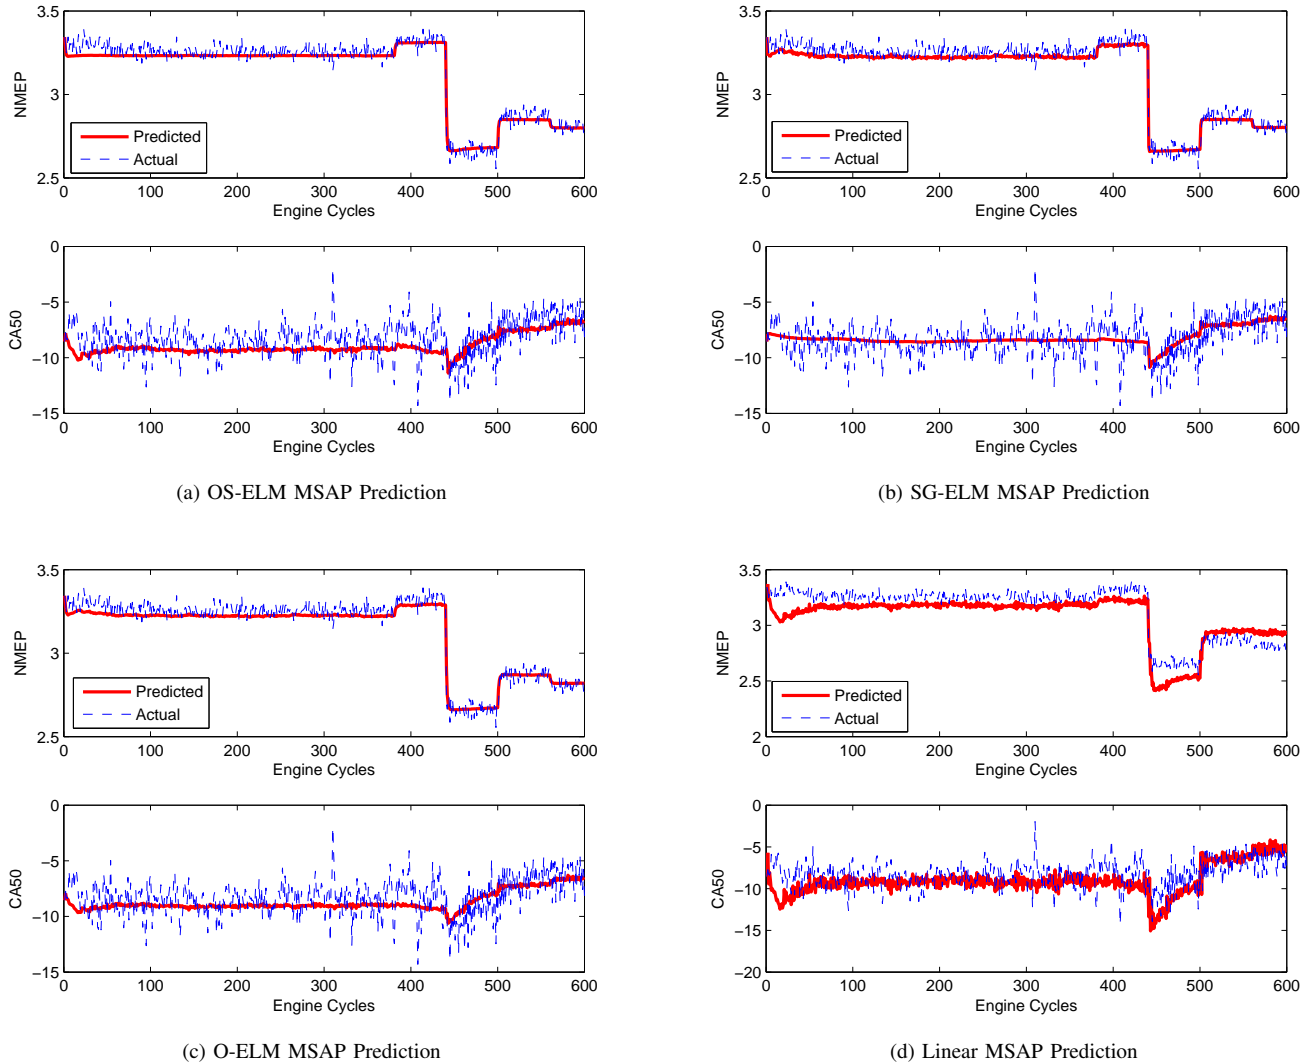 3.5
3
2.5
NMEP
Predicted
Actual
0 100 200 300 400 500 600
Engine Cycles
0
−5
−10
−15
CA50
0 100 200 300 400 500 600
Engine Cycles
(a) OS-ELM MSAP Prediction
3.5
3
2.5
NMEP
Predicted
Actual
0 100 200 300 400 500 600
Engine Cycles
0
−5
−10
−15
CA50
0 100 200 300 400 500 600
Engine Cycles
(b) SG-ELM MSAP Prediction
3.5
3
2.5
NMEP
Predicted
Actual
0 100 200 300 400 500 600
Engine Cycles
0
−5
−10
−15
CA50
0 100 200 300 400 500 600
Engine Cycles
(c) O-ELM MSAP Prediction
3.5
3
2.5
2
NMEP
Predicted
Actual
0 100 200 300 400 500 600
Engine Cycles
0
−5
−10
−15
−20
CA50
0 100 200 300 400 500 600
Engine Cycles
(d) Linear MSAP Prediction